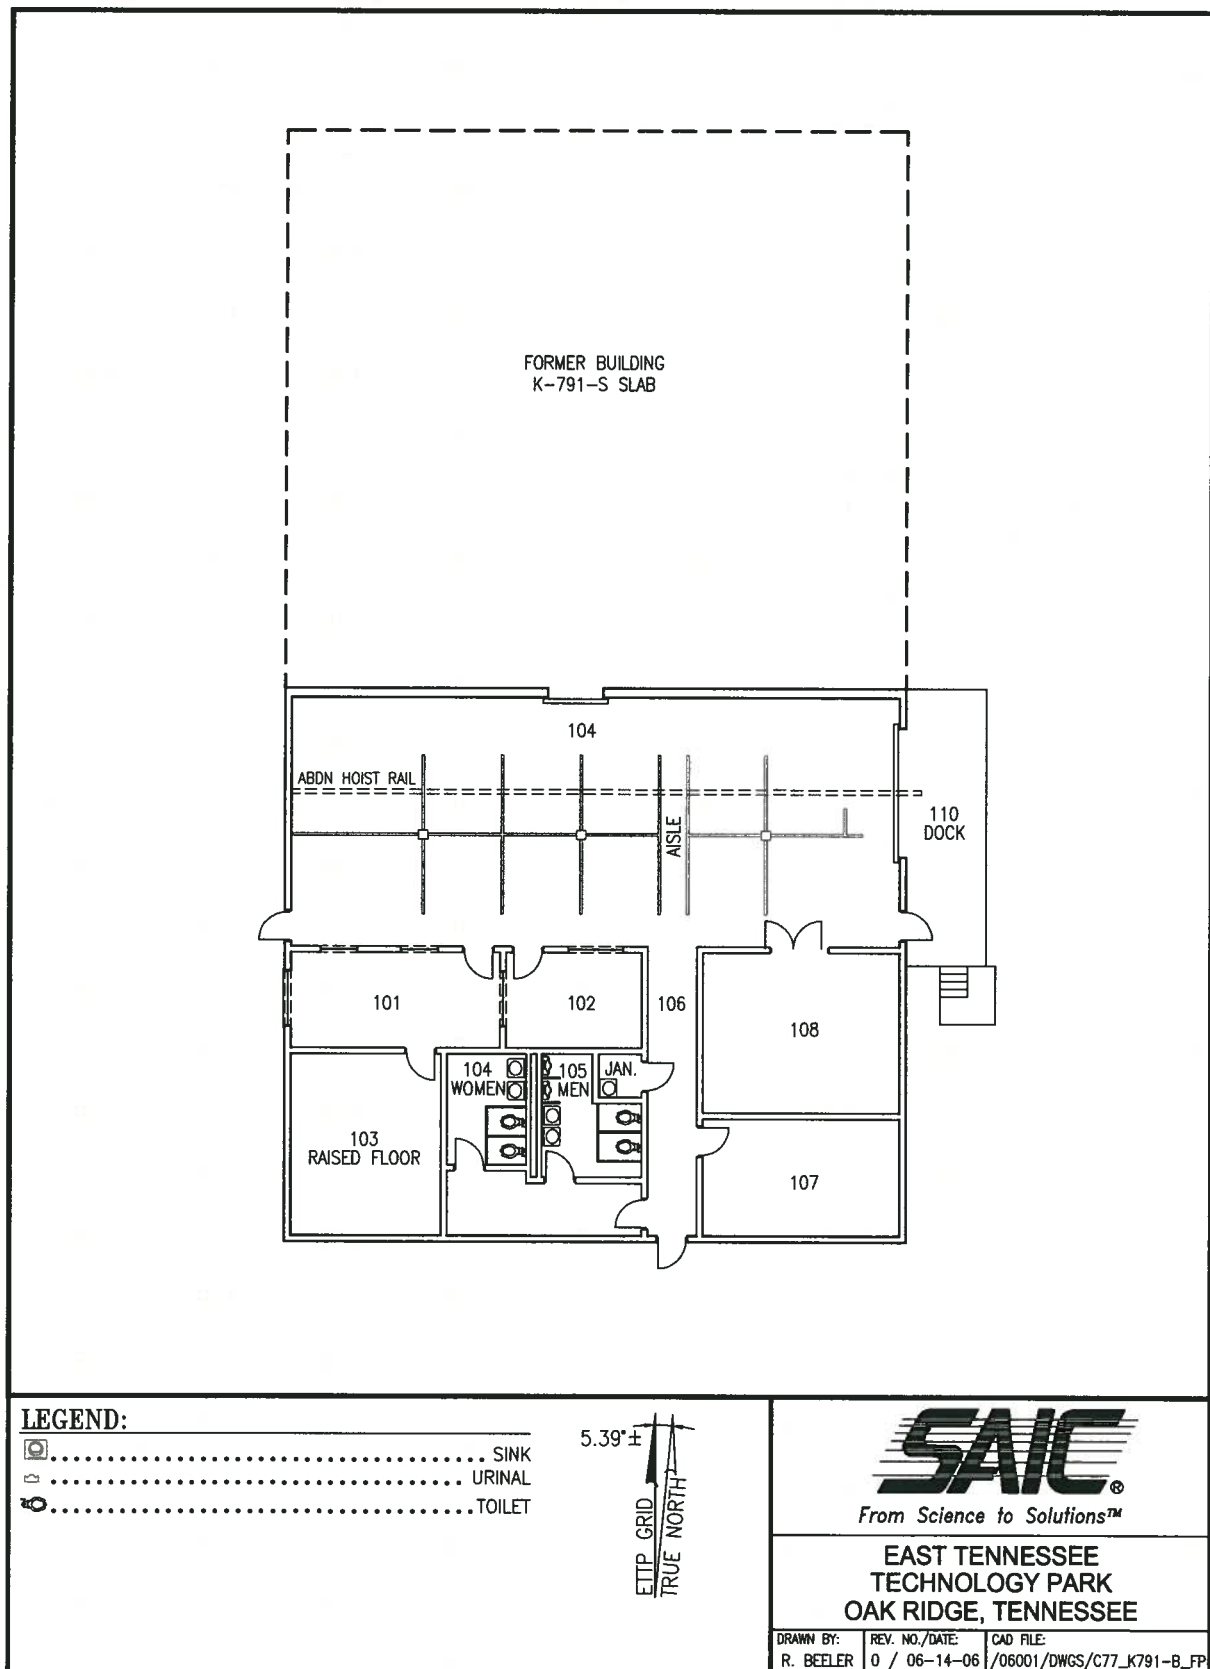 FORMER BUILDING
K-791-S SLAB
104
ABDN HOIST RAIL
AISLE
110
DOCK
101
102
106
108
104
WOMEN
105
MEN
JAN.
103
RAISED FLOOR
107
LEGEND:
SINK
URINAL
TOILET
5.39°±
ETTP GRID
TRUE NORTH
SAIC®
From Science to Solutions™
EAST TENNESSEE
TECHNOLOGY PARK
OAK RIDGE, TENNESSEE
DRAWN BY:
R. BEELER
REV. NO./DATE:
0 / 06-14-06
CAD FILE:
/06001/DWGS/C77_K791-B_FP